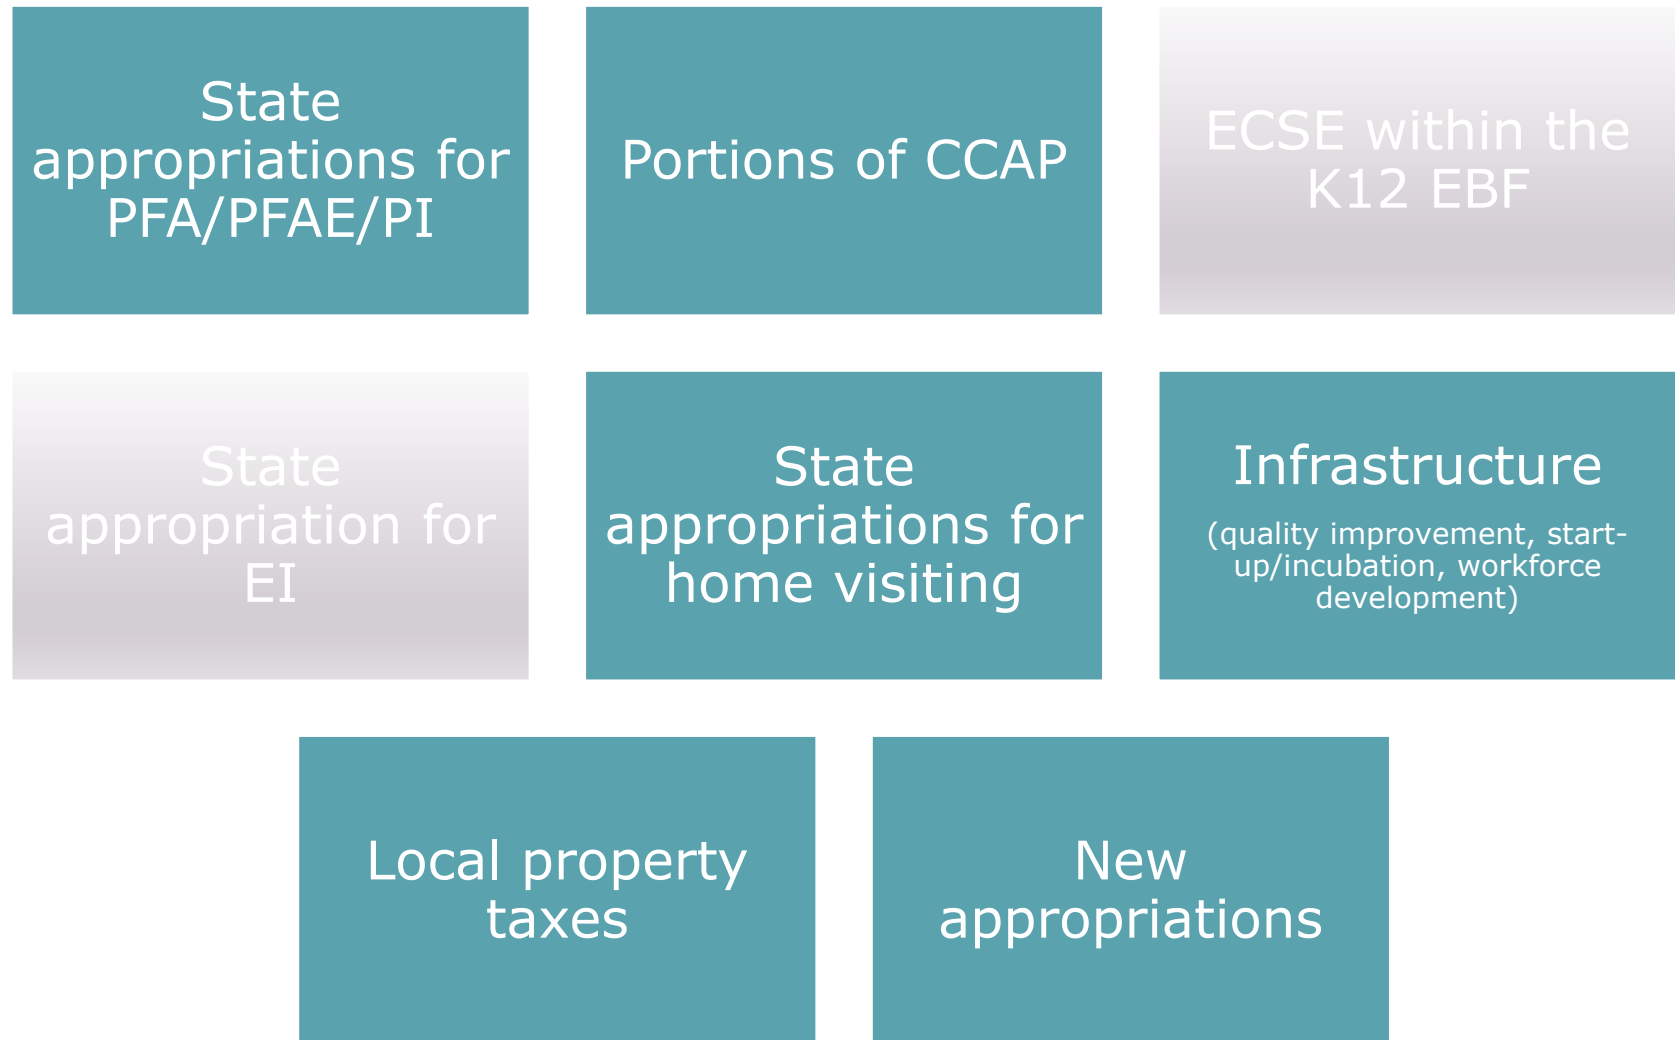 State
appropriations for
PFA/PFAE/PI
Portions of CCAP
ECSE within the
K12 EBF
State
appropriation for
EI
State
appropriations for
home visiting
Infrastructure
(quality improvement, start-
up/incubation, workforce
development)
Local property
taxes
New
appropriations